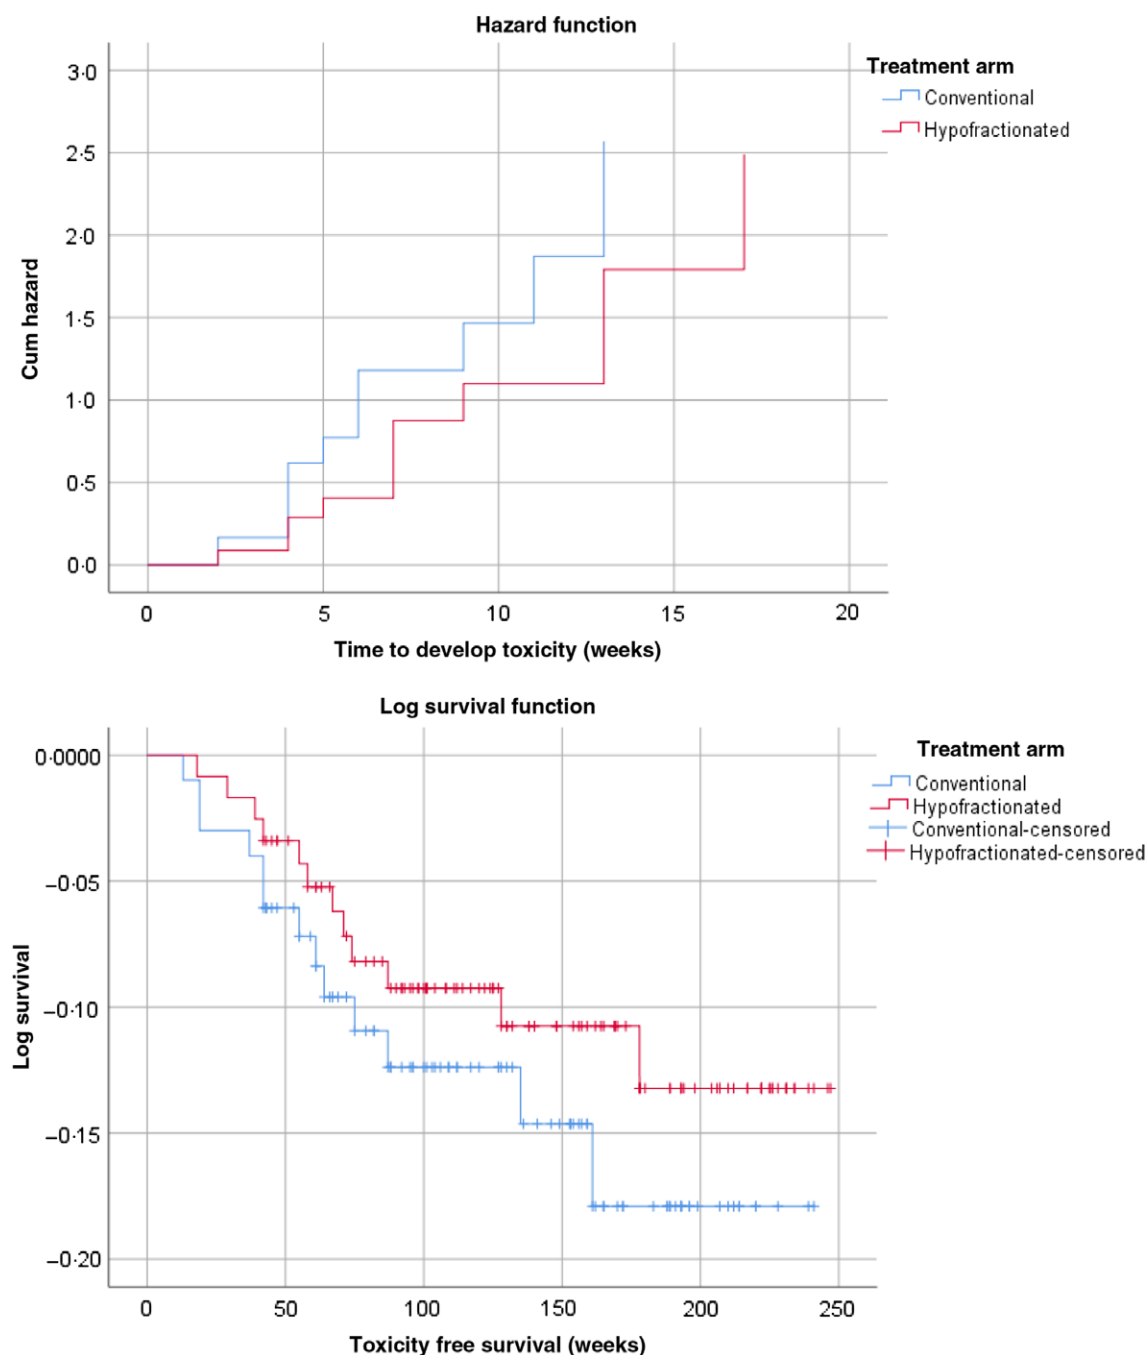 Hazard function
Treatment arm
Conventional
Hypofractionated
3·0
2·5
2·0
1·5
1·0
0·5
0·0
Cum hazard
0 5 10 15 20
Time to develop toxicity (weeks)
Log survival function
Treatment arm
Conventional
Hypofractionated
Conventional-censored
Hypofractionated-censored
0·0000
−0·05
−0·10
−0·15
−0·20
Log survival
0 50 100 150 200 250
Toxicity free survival (weeks)